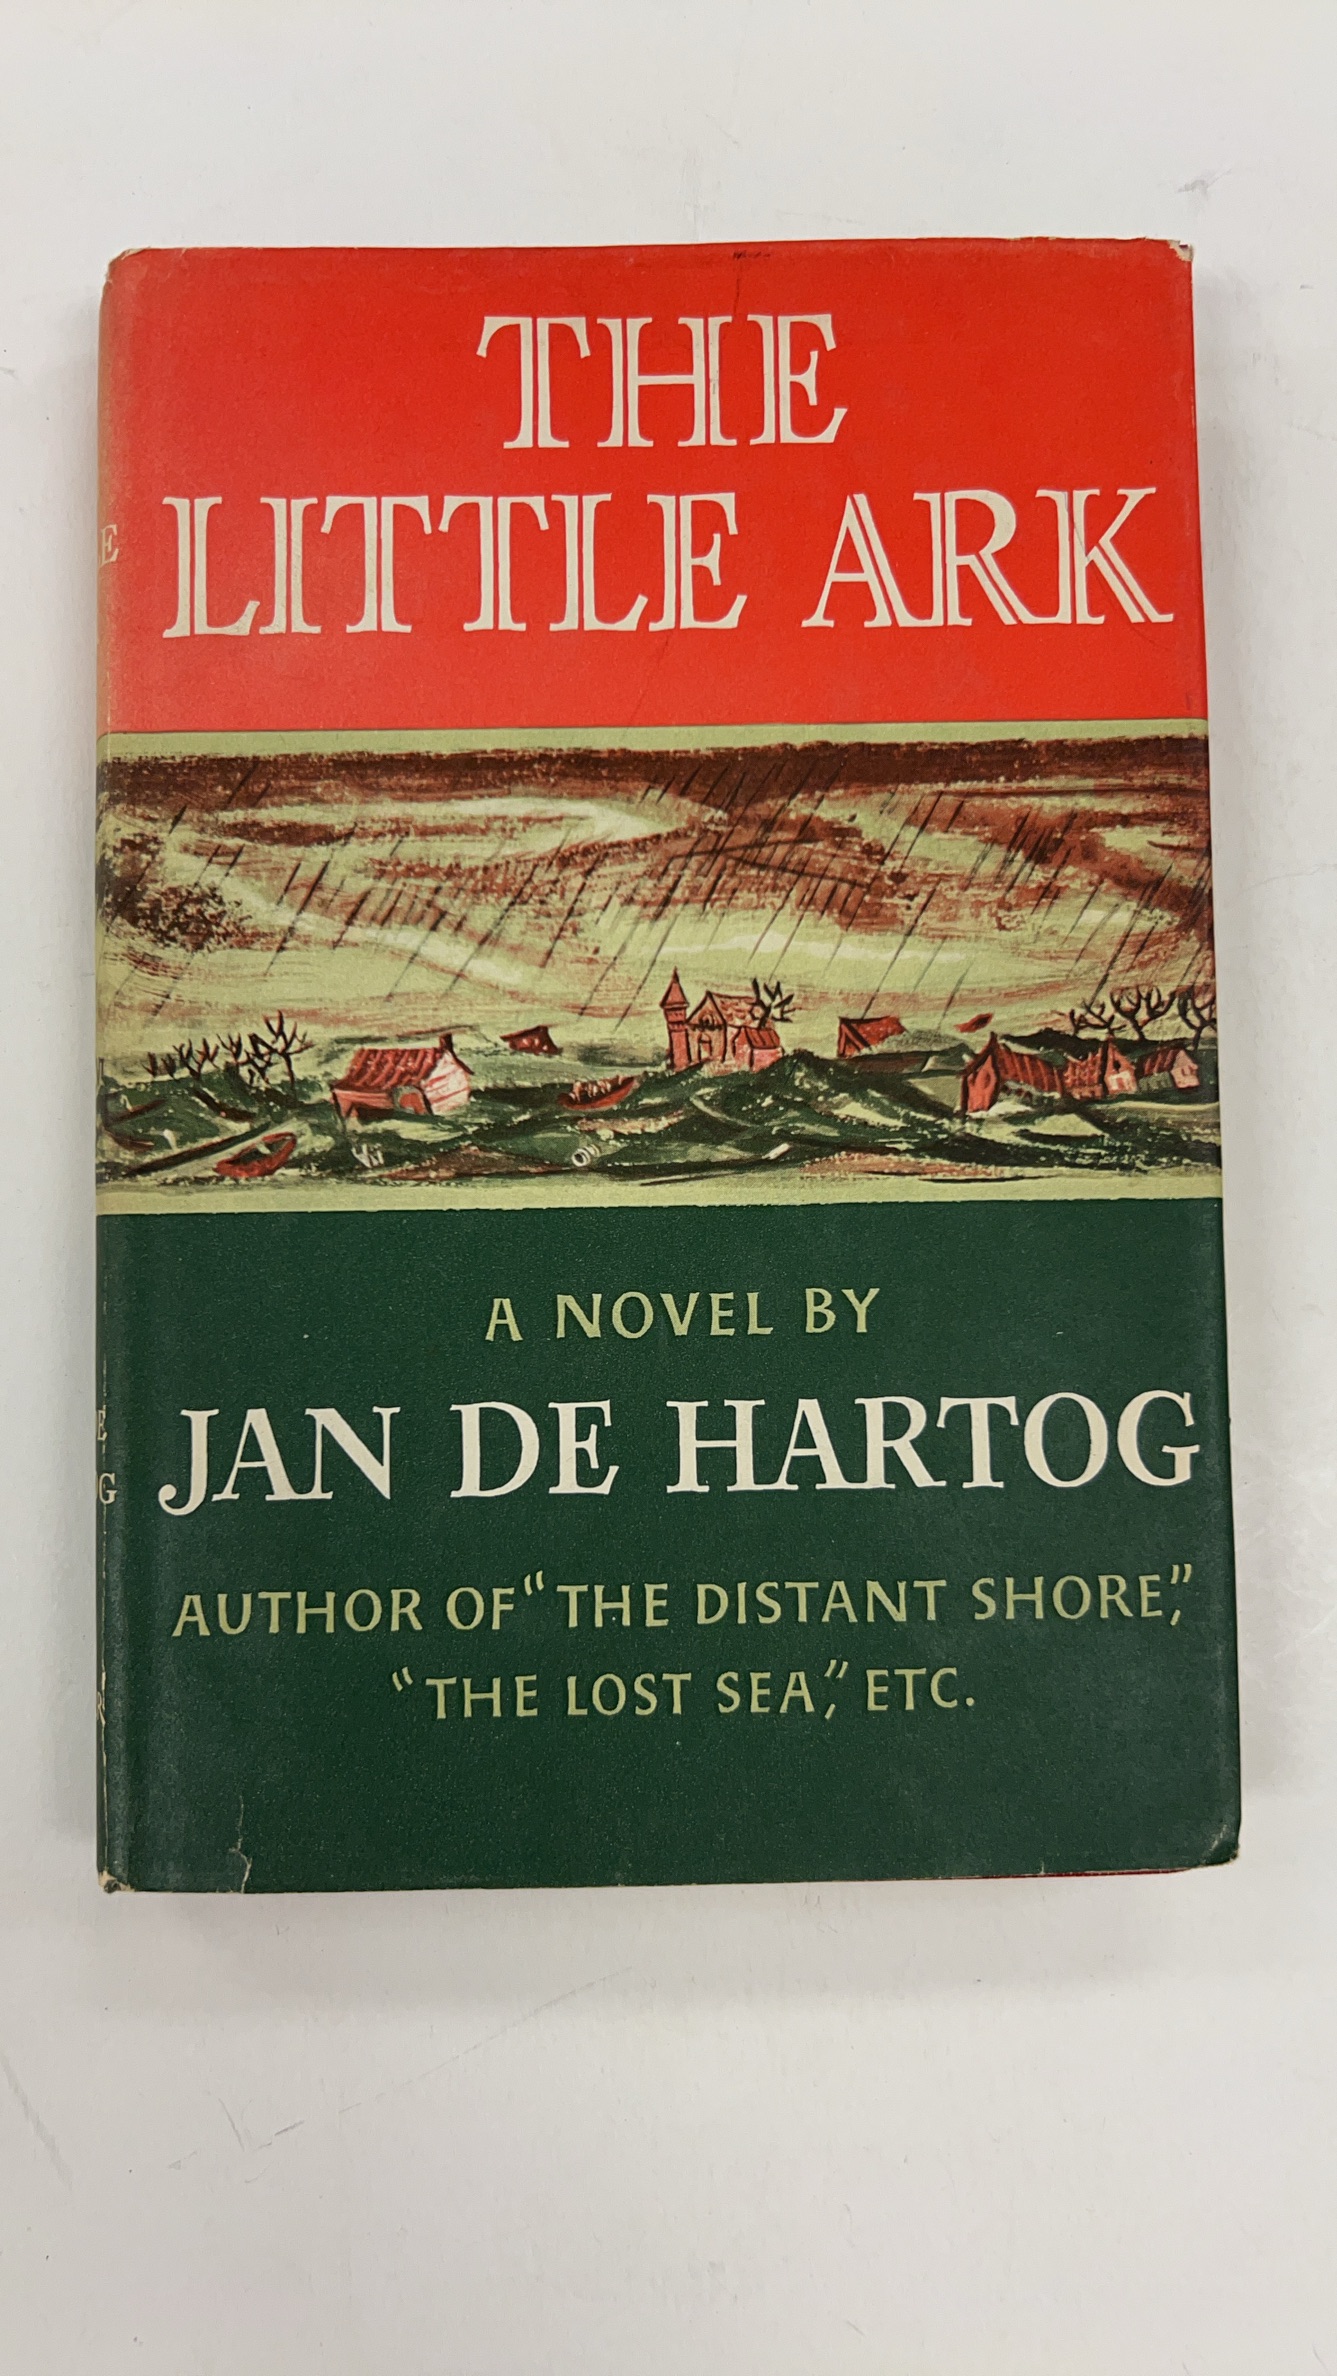 THE
LITTLE ARK
A NOVEL BY
JAN DE HARTOG
AUTHOR OF "THE DISTANT SHORE,"
"THE LOST SEA," ETC.
E
E
G
R